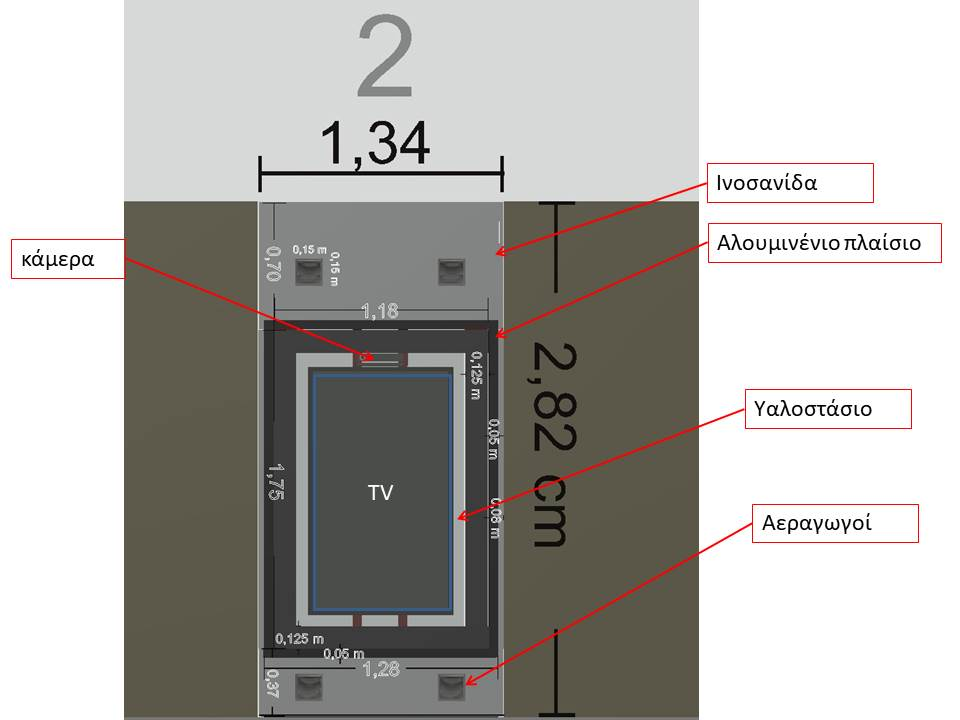 2
1,34
Ινοσανίδα
Αλουμινένιο πλαίσιο
κάμερα
0,70
0,15 m
0,15 m
1,18
0,125 m
2,82 cm
Υαλοστάσιο
0,05 m
1,75
TV
0,06 m
Αεραγωγοί
0,125 m
0,05 m
1,28
0,37